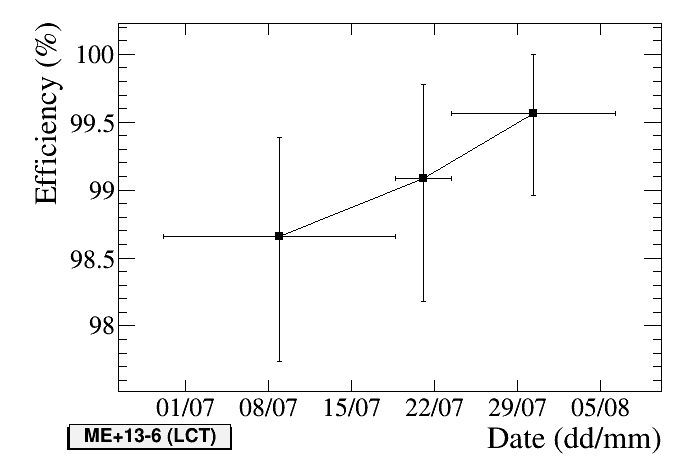 Efficiency (%)
100
99.5
99
98.5
98
01/07 08/07 15/07 22/07 29/07 05/08
ME+13-6 (LCT)
Date (dd/mm)